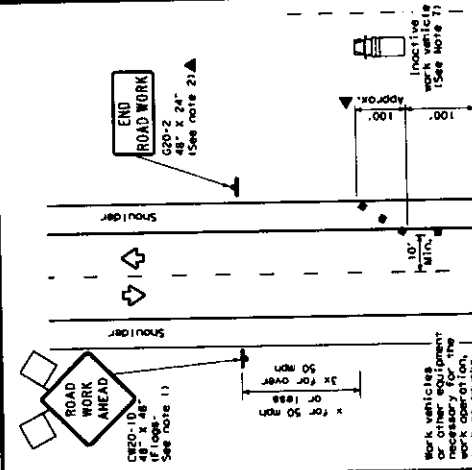 END
ROAD WORK
G20-2
48" X 24"
(See note 2)
Shoulder
Inactive
work vehicle
(See Note 7)
Approx.
100'
100'
10'
Min.
Shoulder
ROAD
WORK
AHEAD
CW20-1D
48" X 48"
(Flags-
See note 1)
x for 50 mph
or less
3x for over
50 mph
Work vehicles
or other equipment
necessary for the
work operation,